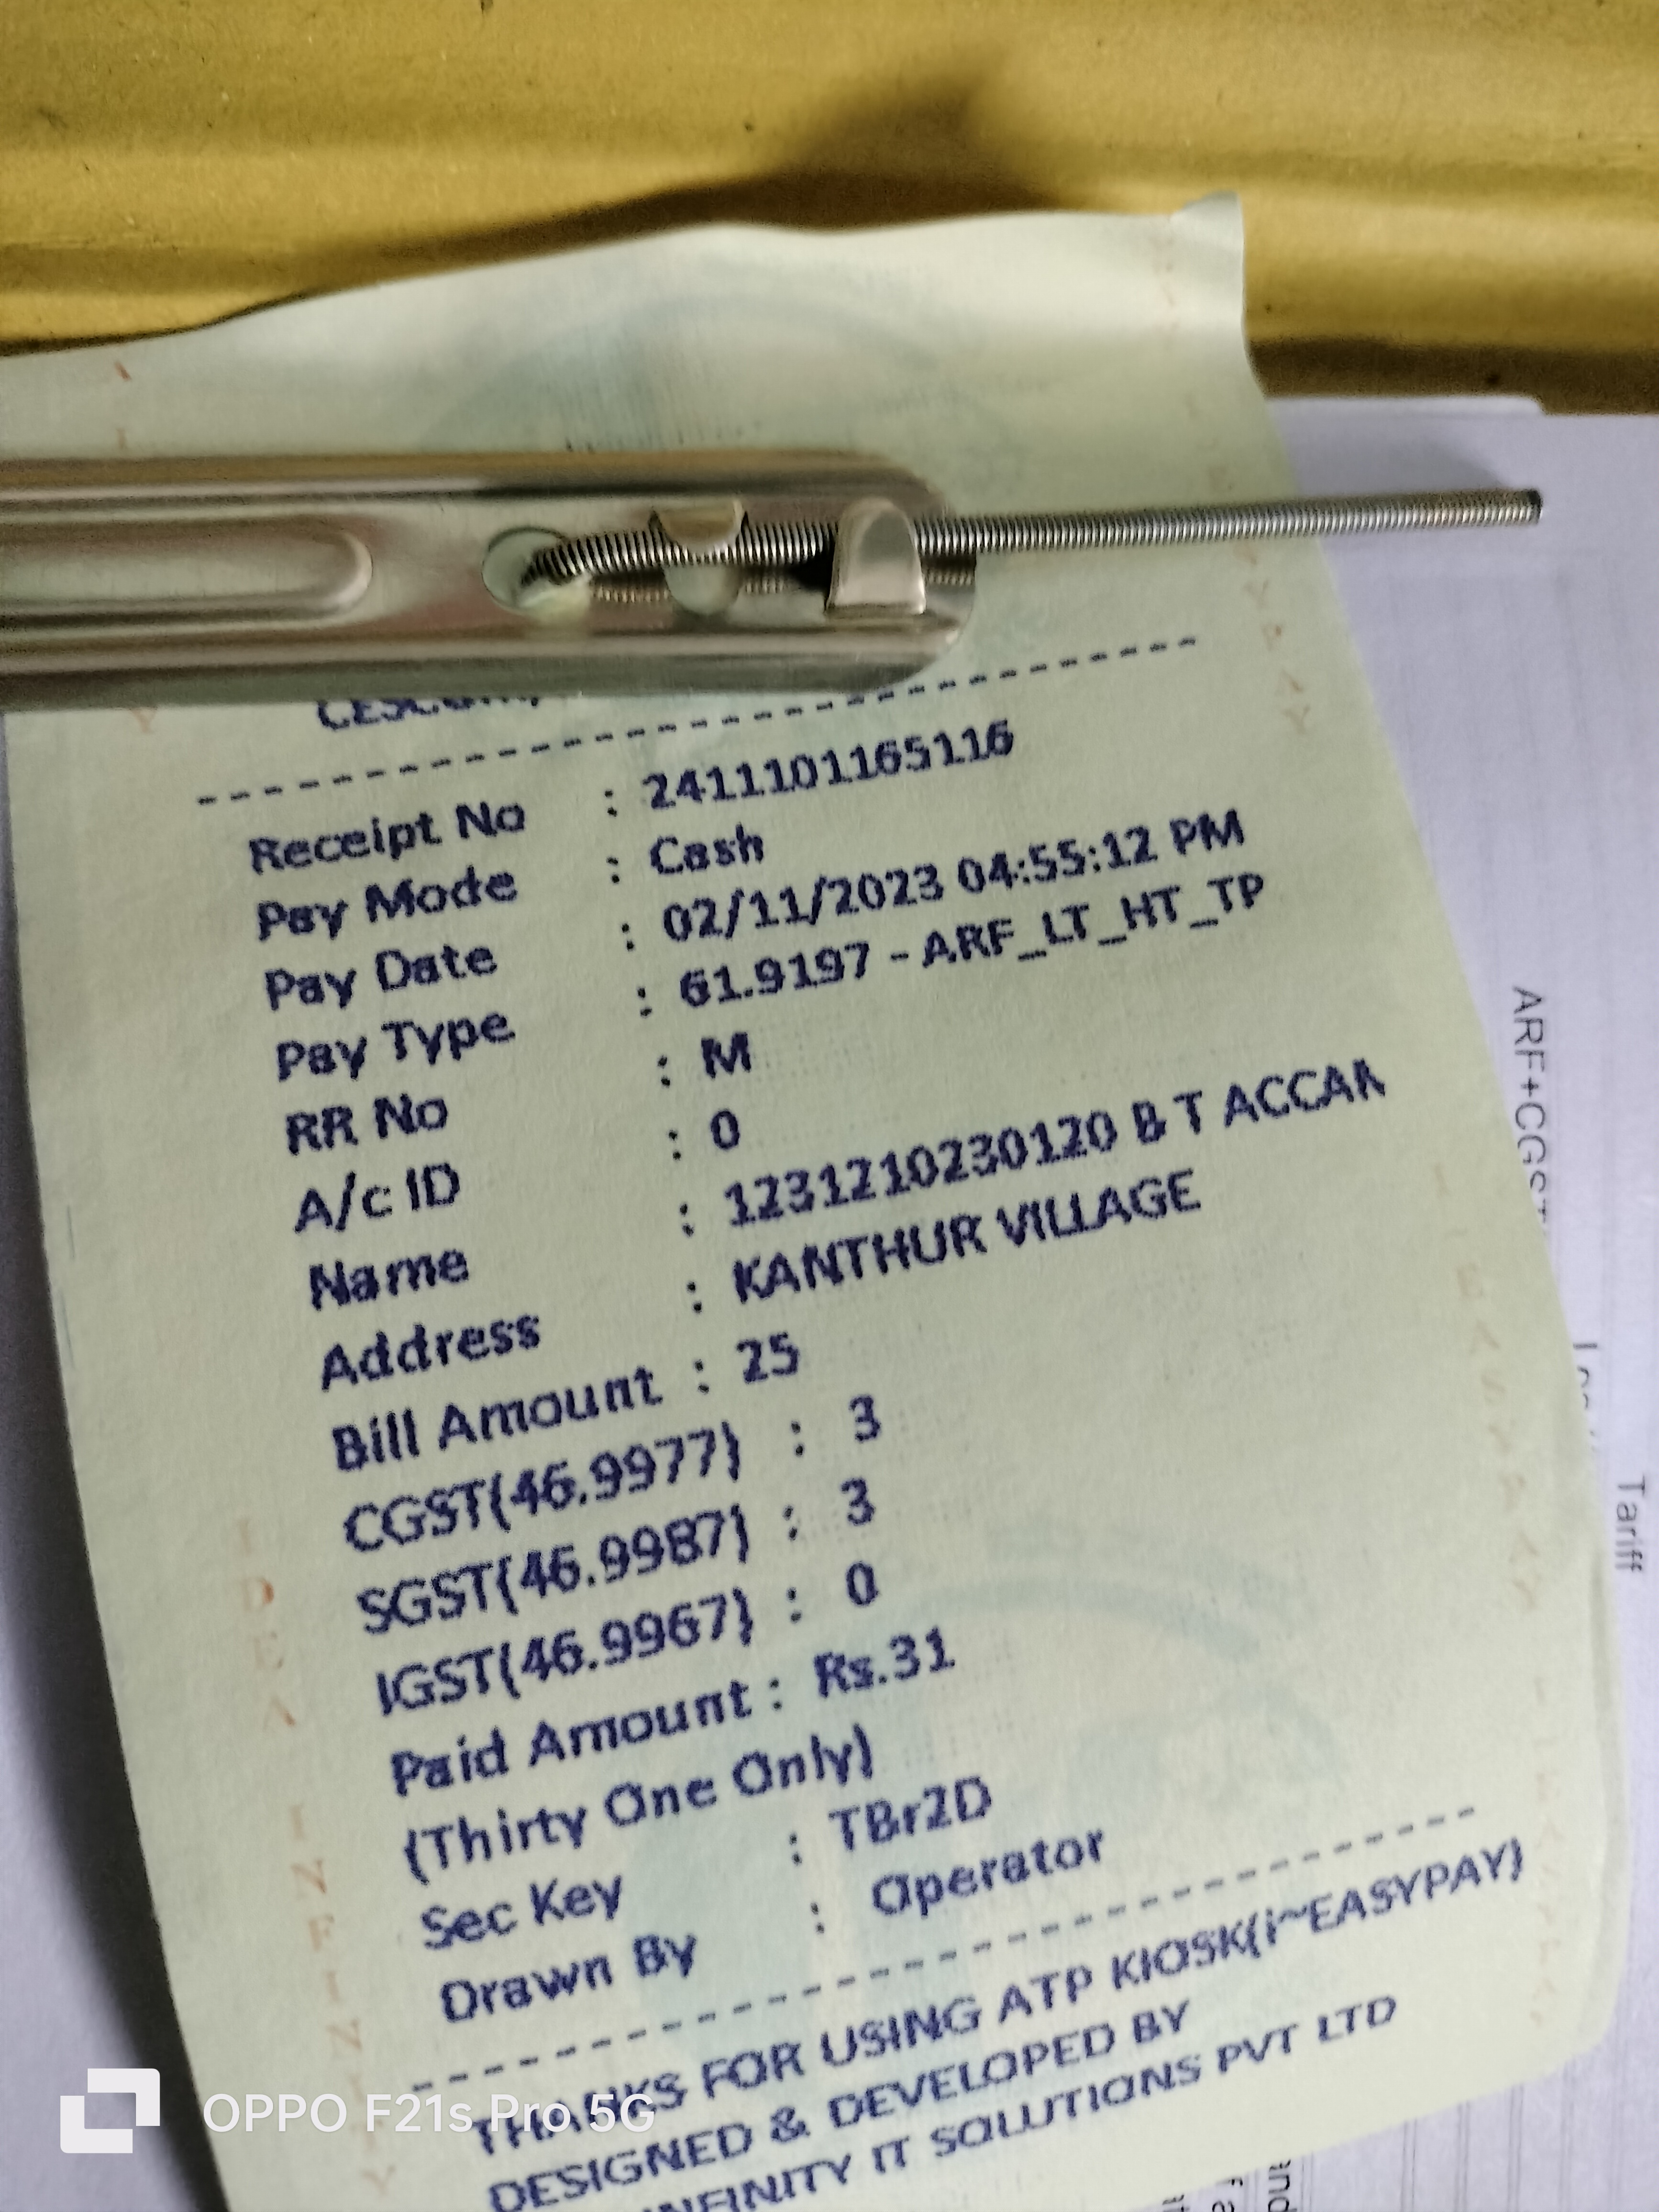 Receipt No : 2411101165116
Pay Mode : Cash
Pay Date : 02/11/2023 04:55:12 PM
Pay Type : 61.9197 - ARF_LT_HT_TP
RR No : M
A/c ID : 0
Name : 1231210230120 B T ACCAN
Address : KANTHUR VILLAGE
Bill Amount : 25
CGST(46.9977) : 3
SGST(46.9987) : 3
IGST(46.9967) : 0
Paid Amount : Rs.31
(Thirty One Only)
Sec Key : TBr2D
Drawn By : Operator
THANKS FOR USING ATP KIOSK(i~EASYPAY)
DESIGNED & DEVELOPED BY
INFINITY IT SOLUTIONS PVT LTD
ARF+CGST
Tariff
OPPO F21s Pro 5G